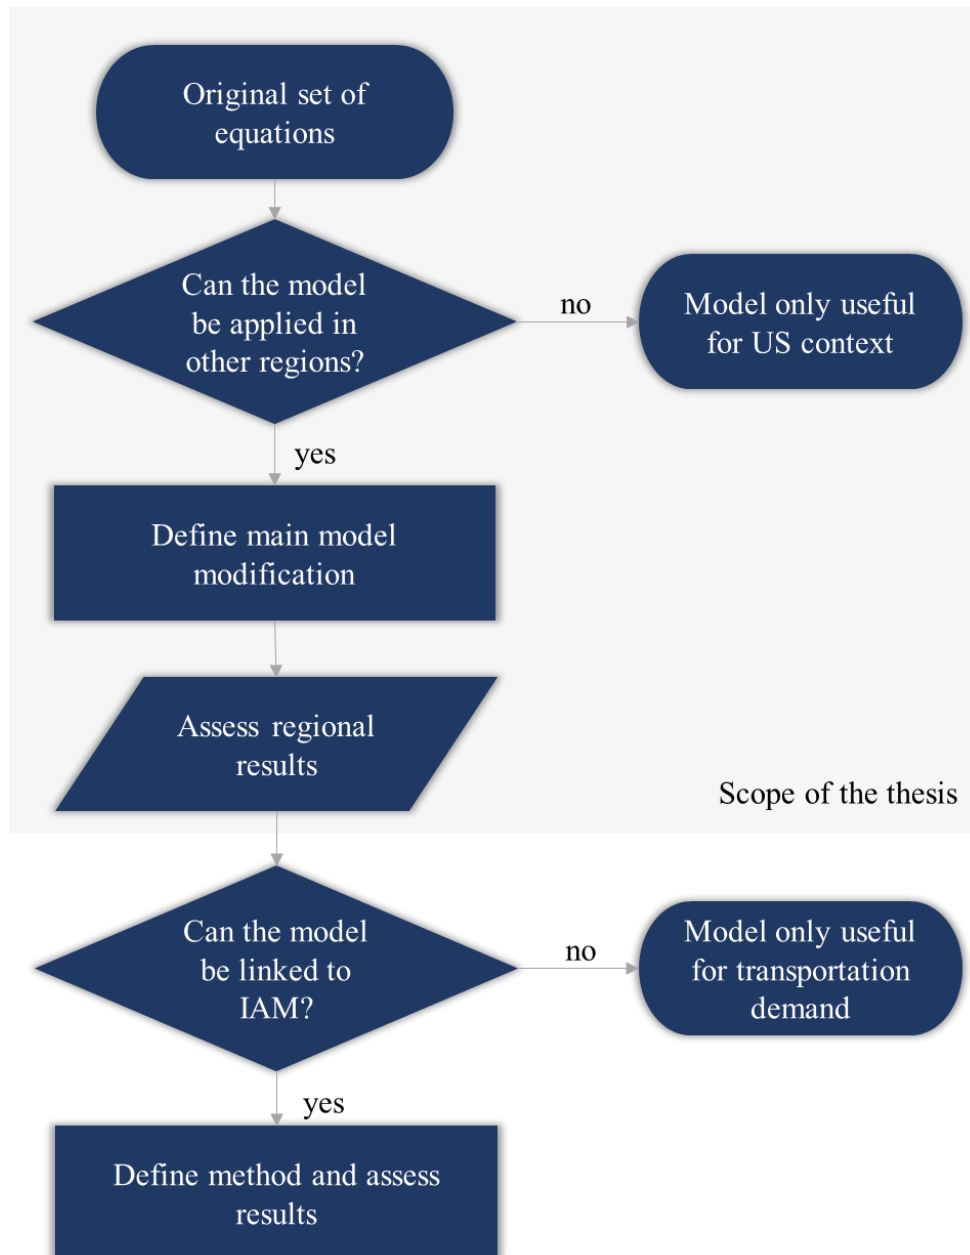 Original set of
equations
Can the model
be applied in
other regions?
no
Model only useful
for US context
yes
Define main model
modification
Assess regional
results
Scope of the thesis
Can the model
be linked to
IAM?
no
Model only useful
for transportation
demand
yes
Define method and assess
results